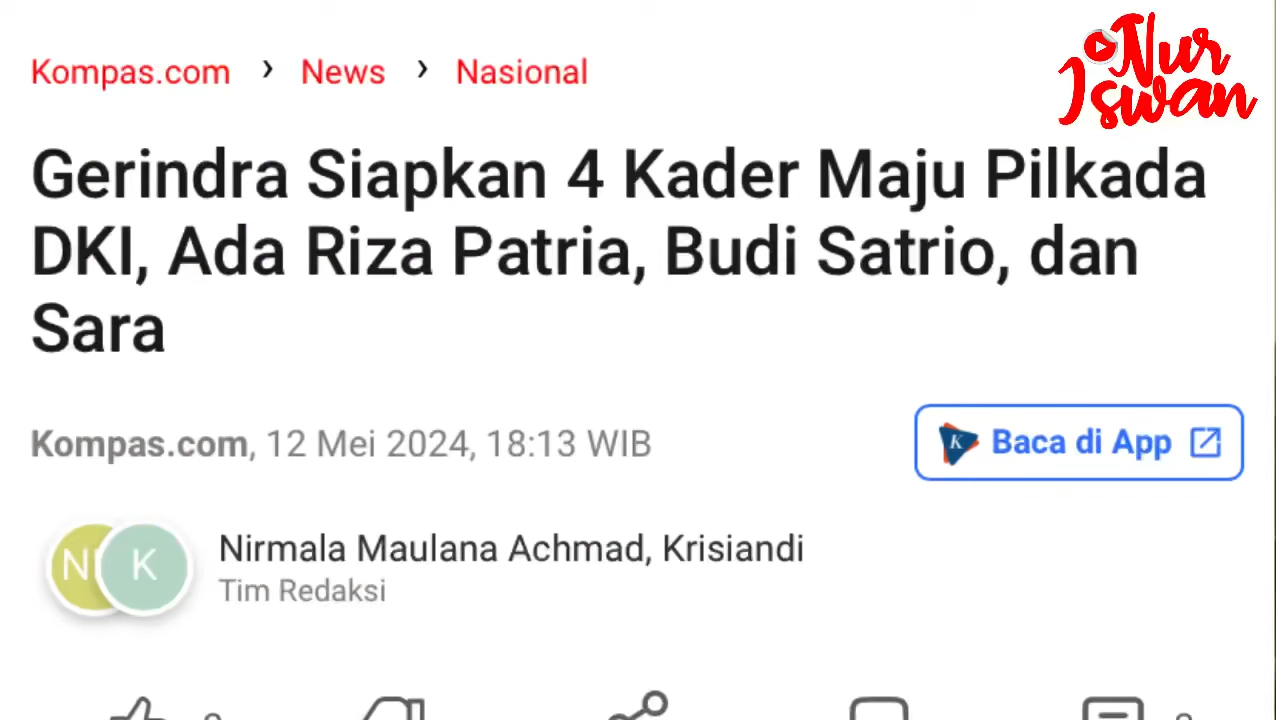 Nur
Iswan
Kompas.com › News › Nasional
Gerindra Siapkan 4 Kader Maju Pilkada
DKI, Ada Riza Patria, Budi Satrio, dan
Sara
Kompas.com, 12 Mei 2024, 18:13 WIB
K Baca di App
K
Nirmala Maulana Achmad, Krisiandi
Tim Redaksi